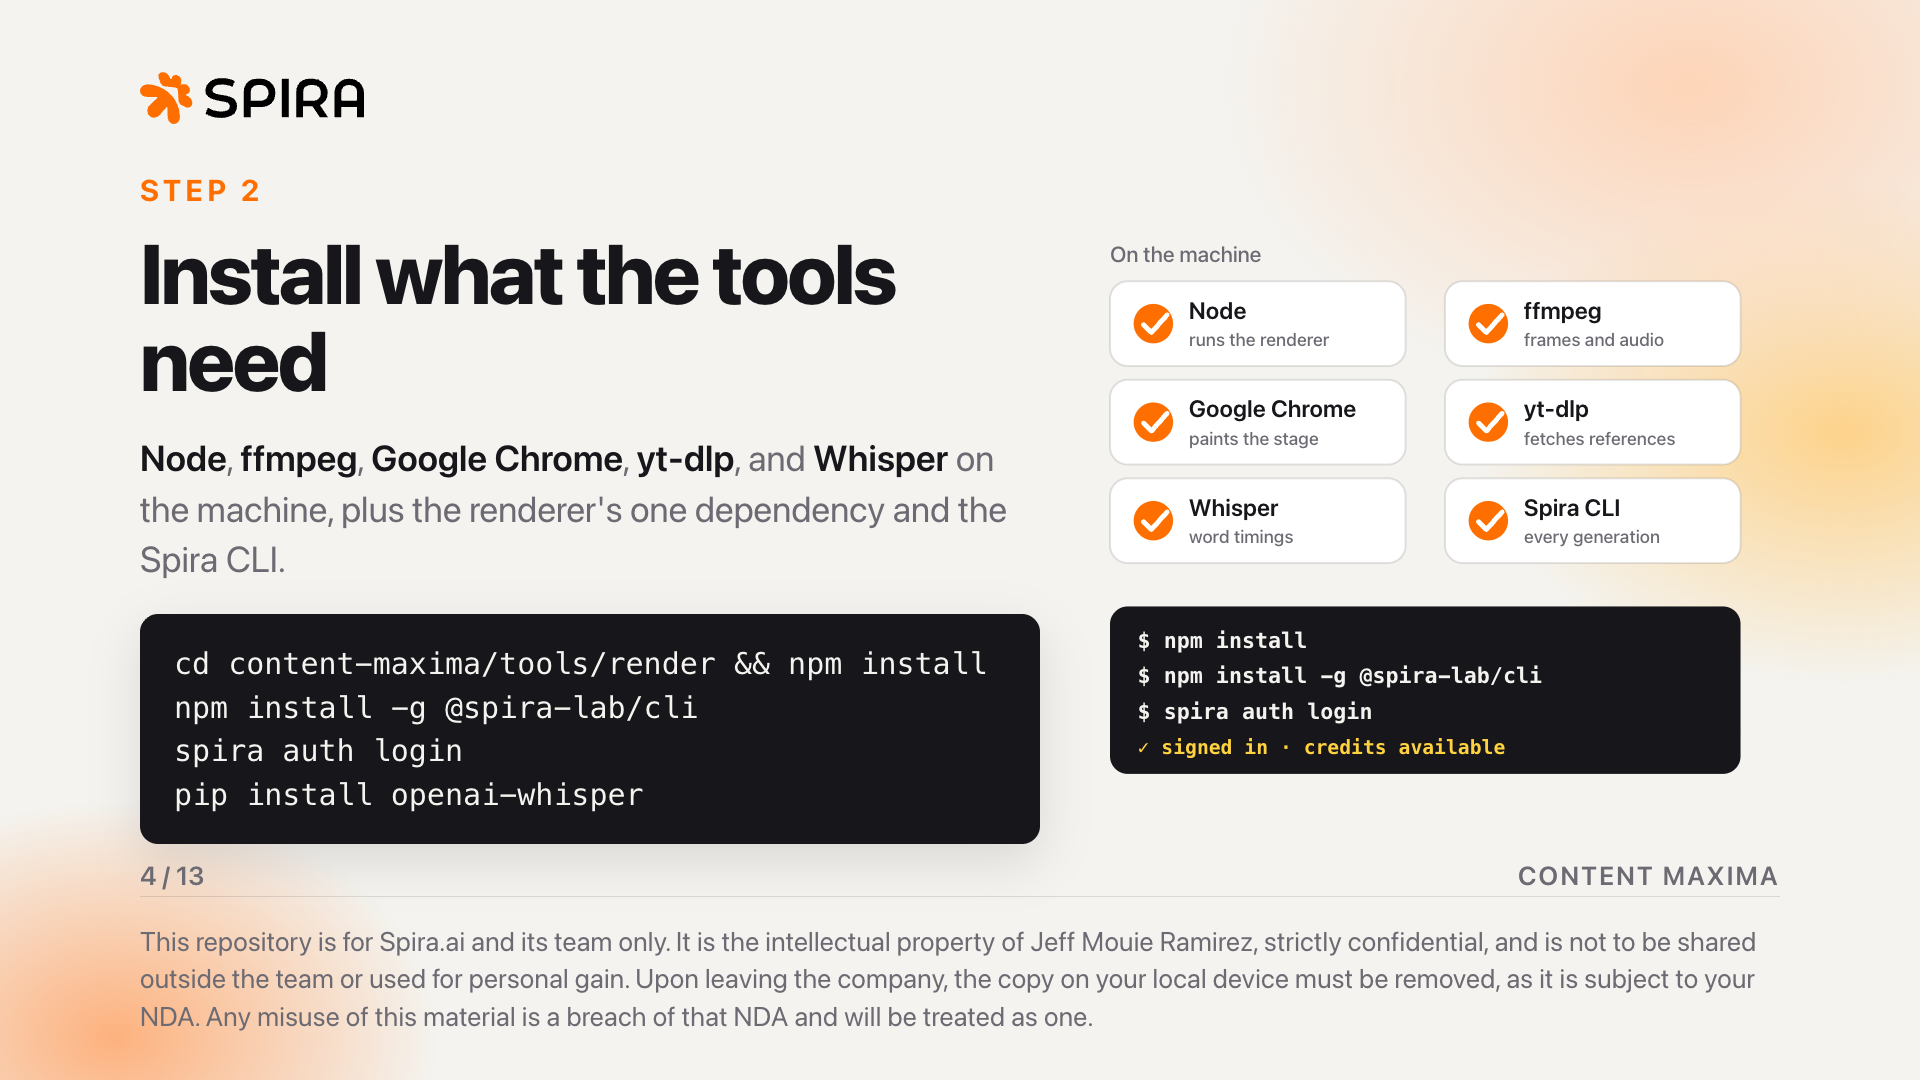 SPIRA
STEP 2
Install what the tools
need
Node, ffmpeg, Google Chrome, yt-dlp, and Whisper on
the machine, plus the renderer's one dependency and the
Spira CLI.
cd content-maxima/tools/render && npm install
npm install -g @spira-lab/cli
spira auth login
pip install openai-whisper
On the machine
Node
runs the renderer
ffmpeg
frames and audio
Google Chrome
paints the stage
yt-dlp
fetches references
Whisper
word timings
Spira CLI
every generation
$ npm install
$ npm install -g @spira-lab/cli
$ spira auth login
✓ signed in · credits available
4 / 13
CONTENT MAXIMA
This repository is for Spira.ai and its team only. It is the intellectual property of Jeff Mouie Ramirez, strictly confidential, and is not to be shared
outside the team or used for personal gain. Upon leaving the company, the copy on your local device must be removed, as it is subject to your
NDA. Any misuse of this material is a breach of that NDA and will be treated as one.